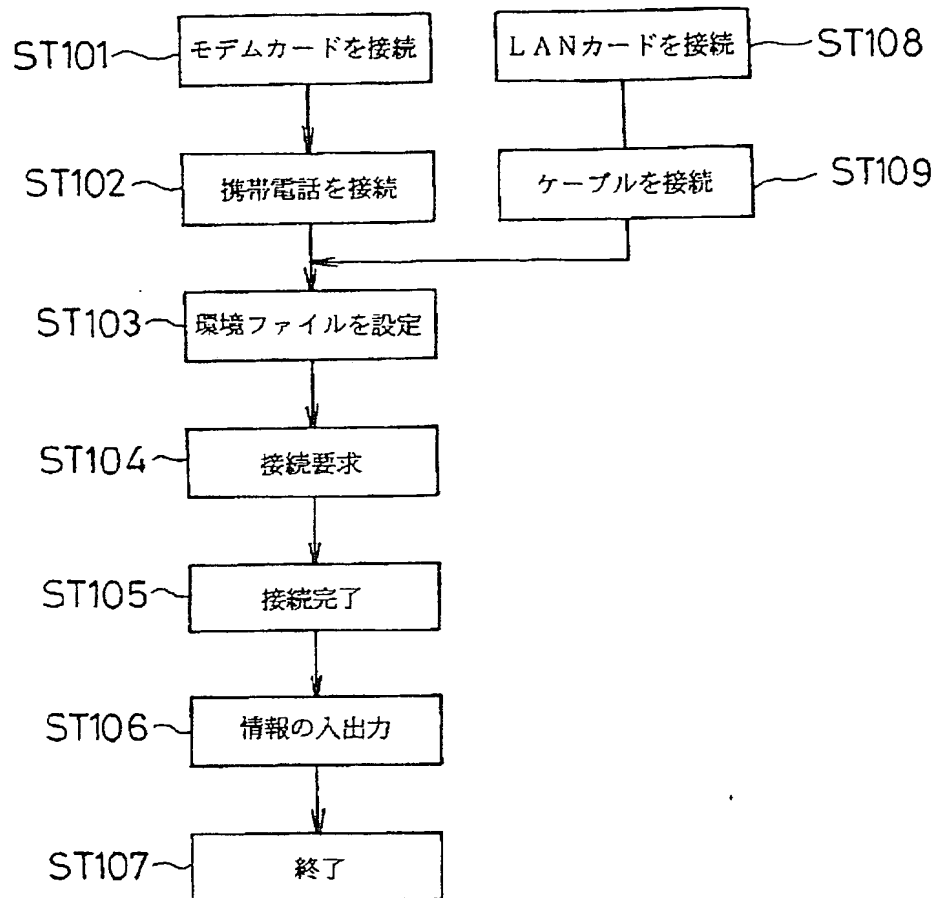 ST101
モデムカードを接続
LANカードを接続
ST108
ST102
携帯電話を接続
ケーブルを接続
ST109
ST103
環境ファイルを設定
ST104
接続要求
ST105
接続完了
ST106
情報の入出力
ST107
終了